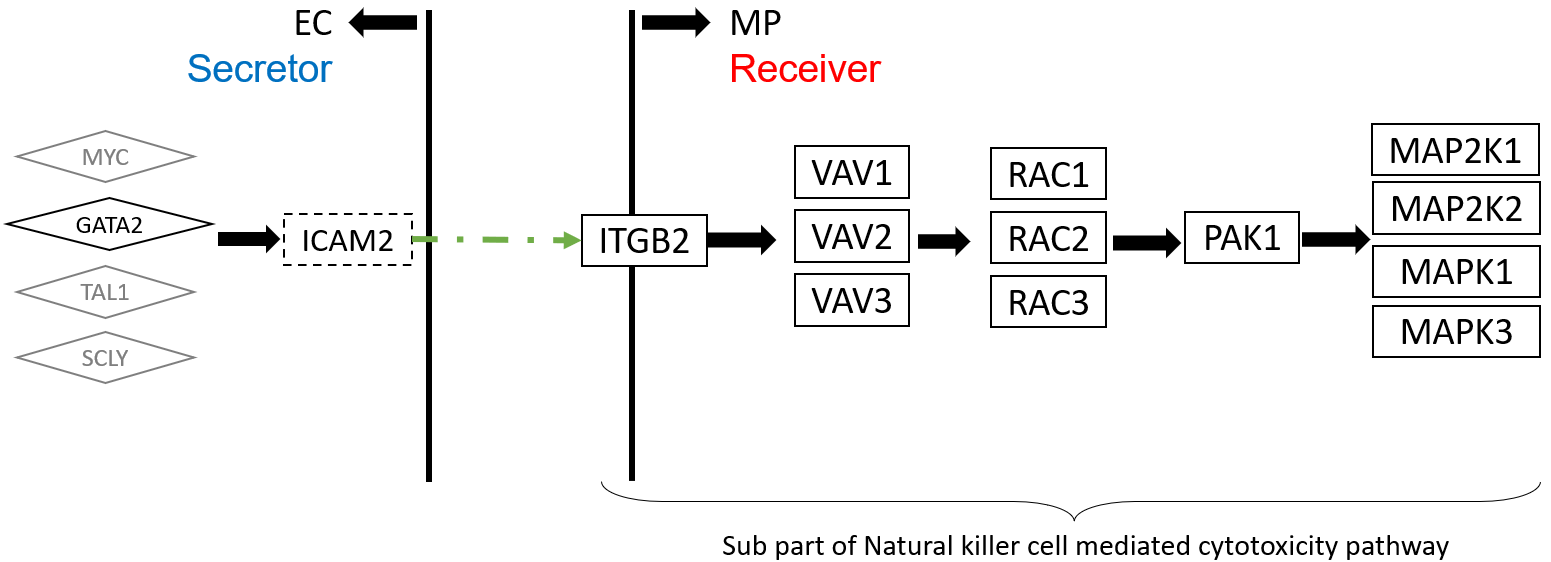 EC
Secretor
MP
Receiver
MYC
GATA2
TAL1
SCLY
ICAM2
ITGB2
VAV1
VAV2
VAV3
RAC1
RAC2
RAC3
PAK1
MAP2K1
MAP2K2
MAPK1
MAPK3
Sub part of Natural killer cell mediated cytotoxicity pathway